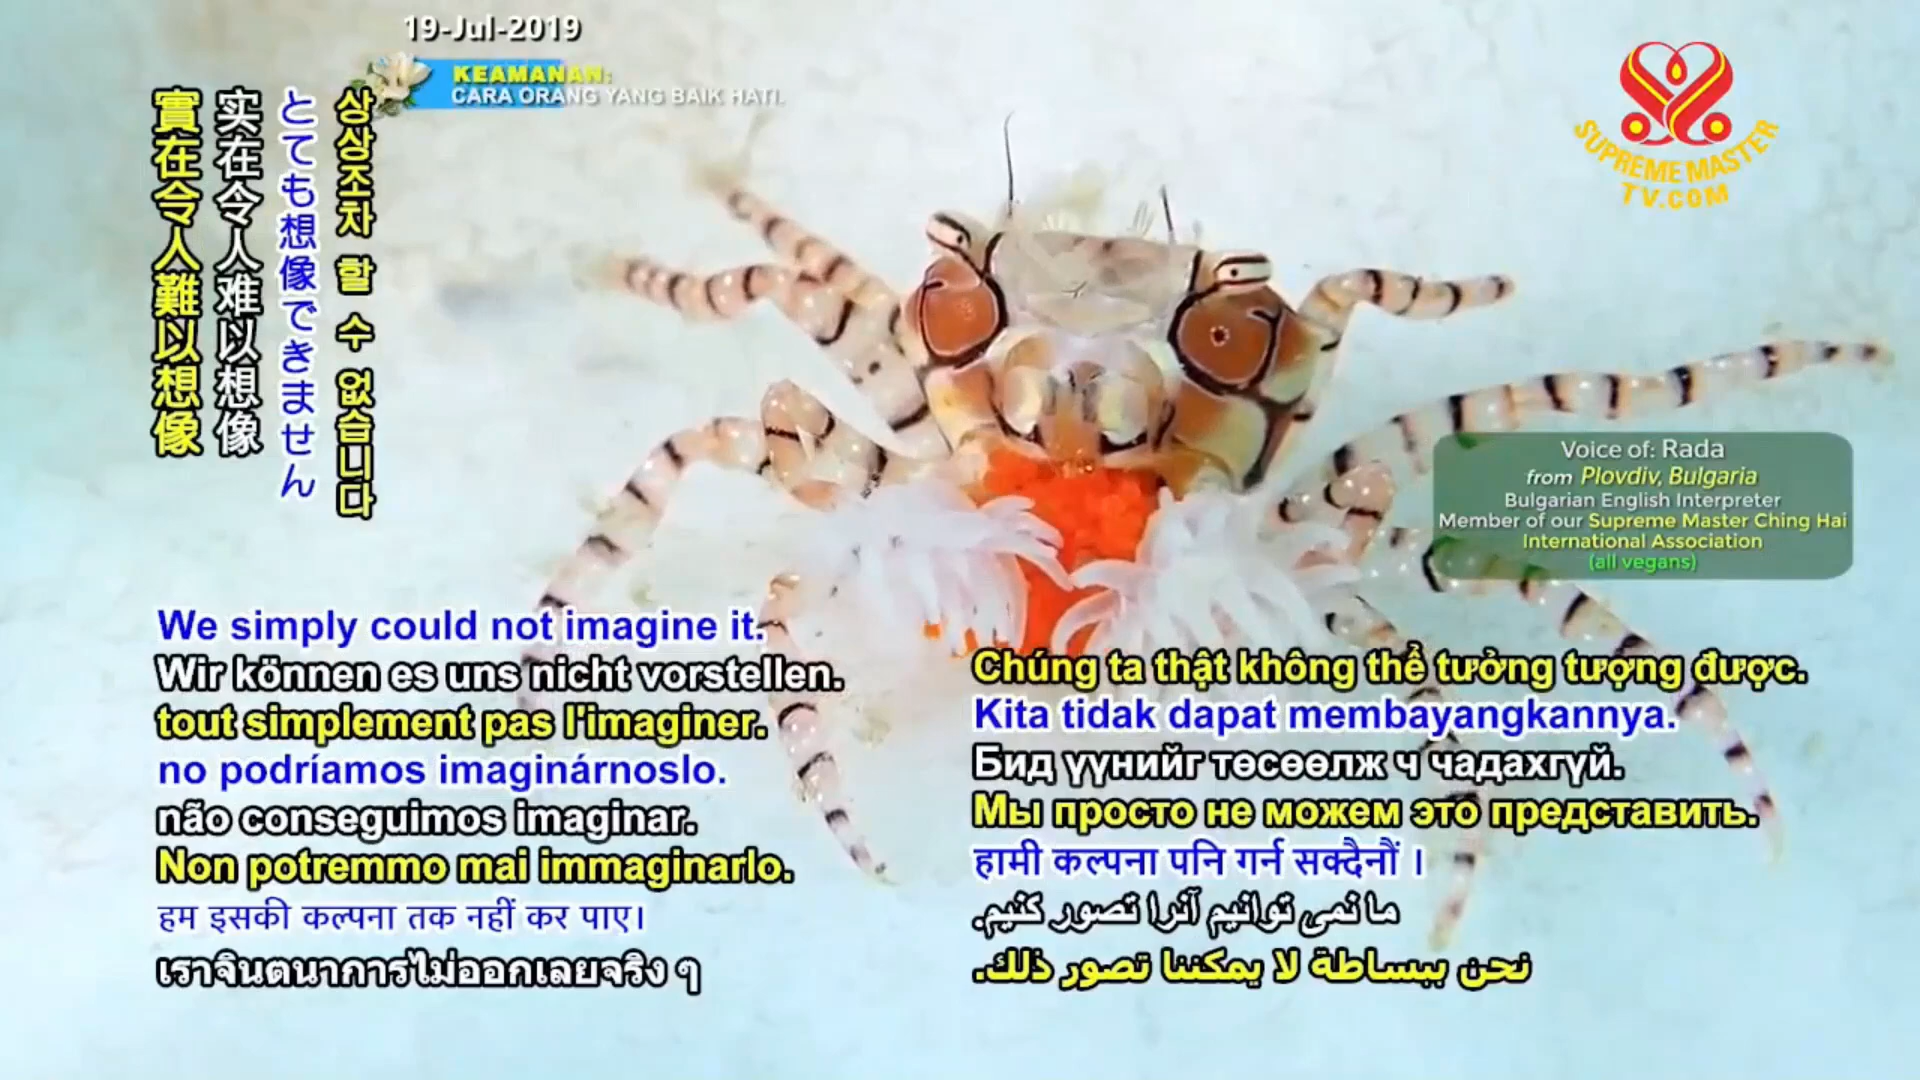 19-Jul-2019
KEAMANAN:
CARA ORANG YANG BAIK HATI.
SUPREME MASTER
TV.COM
實在令人難以想像
实在令人难以想像
とても想像できません
상상조차 할 수 없습니다
Voice of: Rada
from Plovdiv, Bulgaria
Bulgarian English Interpreter
Member of our Supreme Master Ching Hai
International Association
(all vegans)
We simply could not imagine it.
Wir können es uns nicht vorstellen.
tout simplement pas l'imaginer.
no podríamos imaginárnoslo.
não conseguimos imaginar.
Non potremmo mai immaginarlo.
हम इसकी कल्पना तक नहीं कर पाए।
เราจินตนาการไม่ออกเลยจริง ๆ
Chúng ta thật không thể tưởng tượng được.
Kita tidak dapat membayangkannya.
Бид үүнийг төсөөлж ч чадахгүй.
Мы просто не можем это представить.
हामी कल्पना पनि गर्न सक्दैनौं ।
ما نمی توانیم آنرا تصور کنیم.
نحن ببساطة لا يمكننا تصور ذلك.